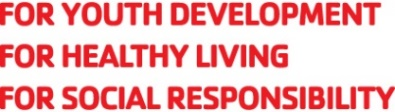 FOR YOUTH DEVELOPMENT
FOR HEALTHY LIVING
FOR SOCIAL RESPONSIBILITY